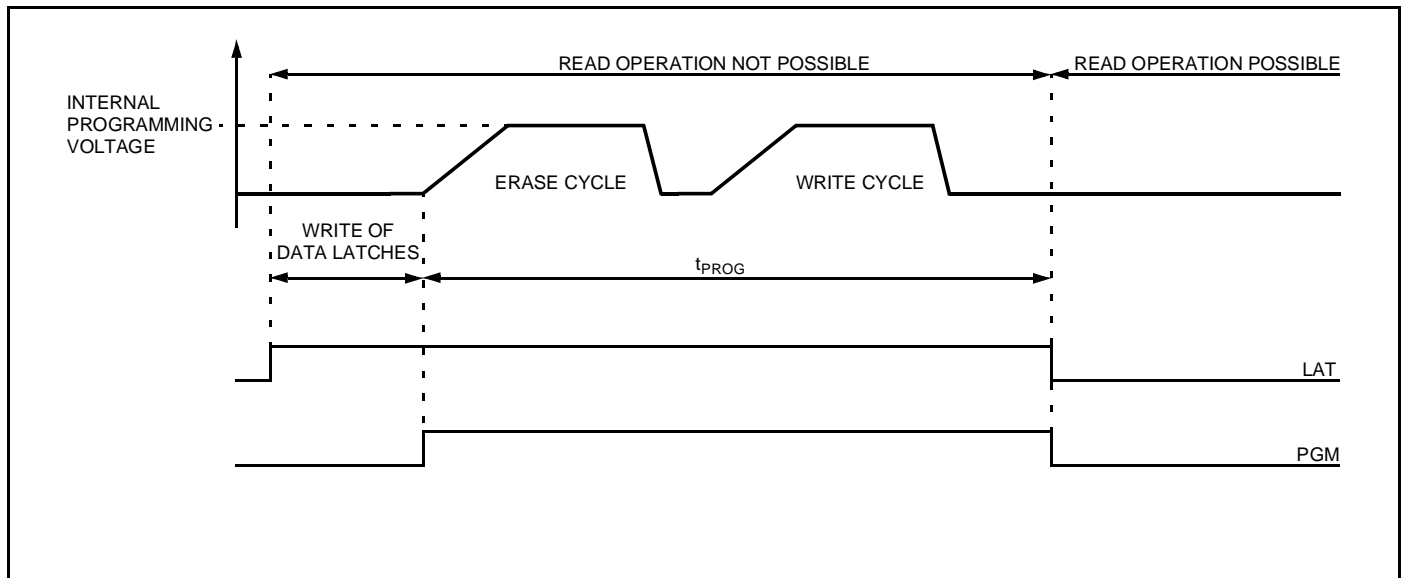 READ OPERATION NOT POSSIBLE
READ OPERATION POSSIBLE
INTERNAL
PROGRAMMING
VOLTAGE
ERASE CYCLE
WRITE CYCLE
WRITE OF
DATA LATCHES
tPROG
LAT
PGM